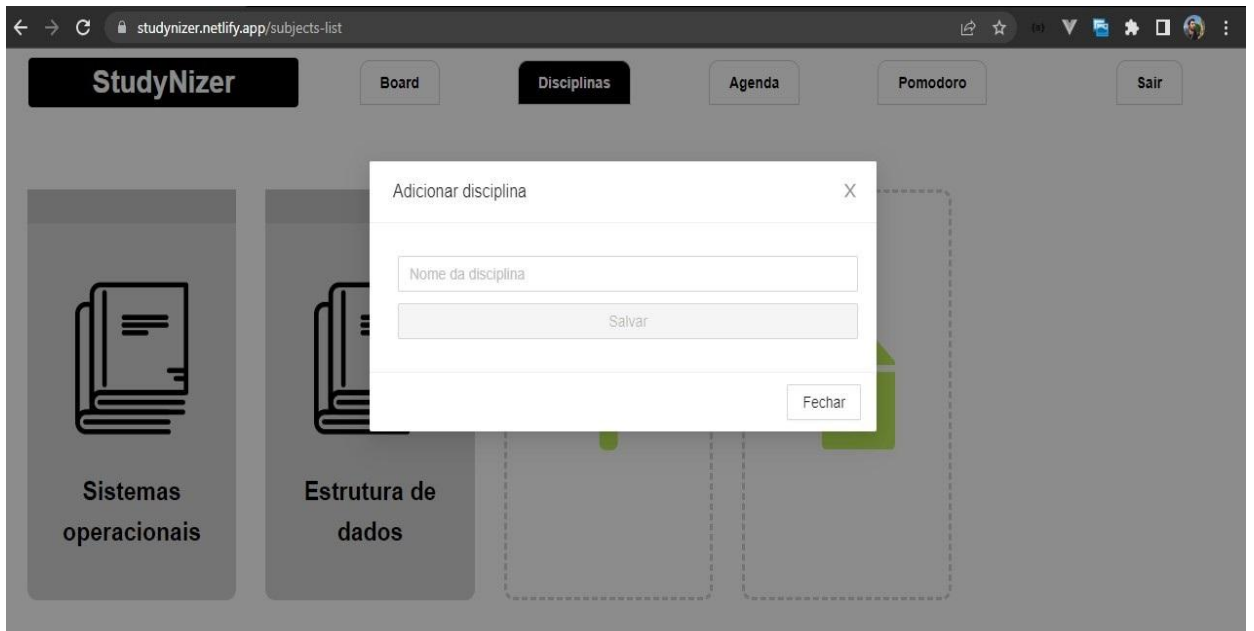 studynizer.netlify.app/subjects-list
StudyNizer
Board
Disciplinas
Agenda
Pomodoro
Sair
Adicionar disciplina
X
Nome da disciplina
Salvar
Fechar
Sistemas
operacionais
Estrutura de
dados